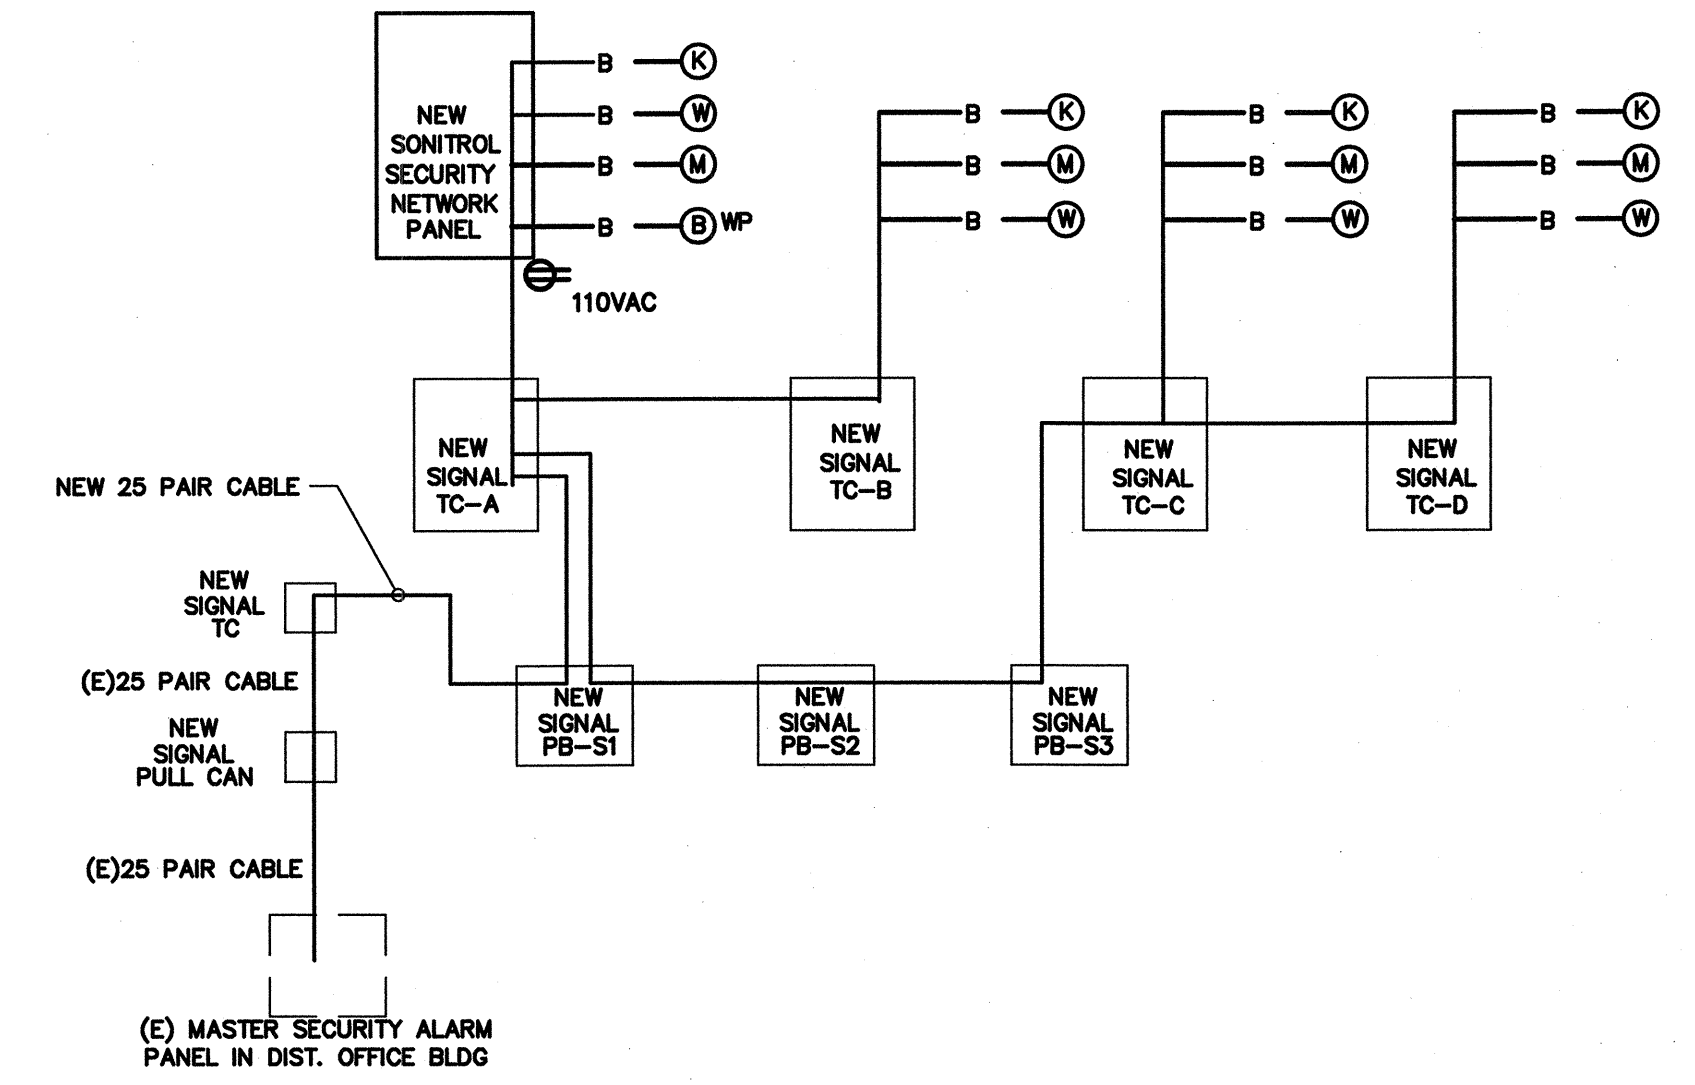 NEW
SONITROL
SECURITY
NETWORK
PANEL
B K
B W
B M
B B WP
110VAC
B K
B M
B W
B K
B M
B W
B K
B M
B W
NEW
SIGNAL
TC-A
NEW
SIGNAL
TC-B
NEW
SIGNAL
TC-C
NEW
SIGNAL
TC-D
NEW 25 PAIR CABLE
NEW
SIGNAL
TC
(E)25 PAIR CABLE
NEW
SIGNAL
PULL CAN
(E)25 PAIR CABLE
NEW
SIGNAL
PB-S1
NEW
SIGNAL
PB-S2
NEW
SIGNAL
PB-S3
(E) MASTER SECURITY ALARM
PANEL IN DIST. OFFICE BLDG